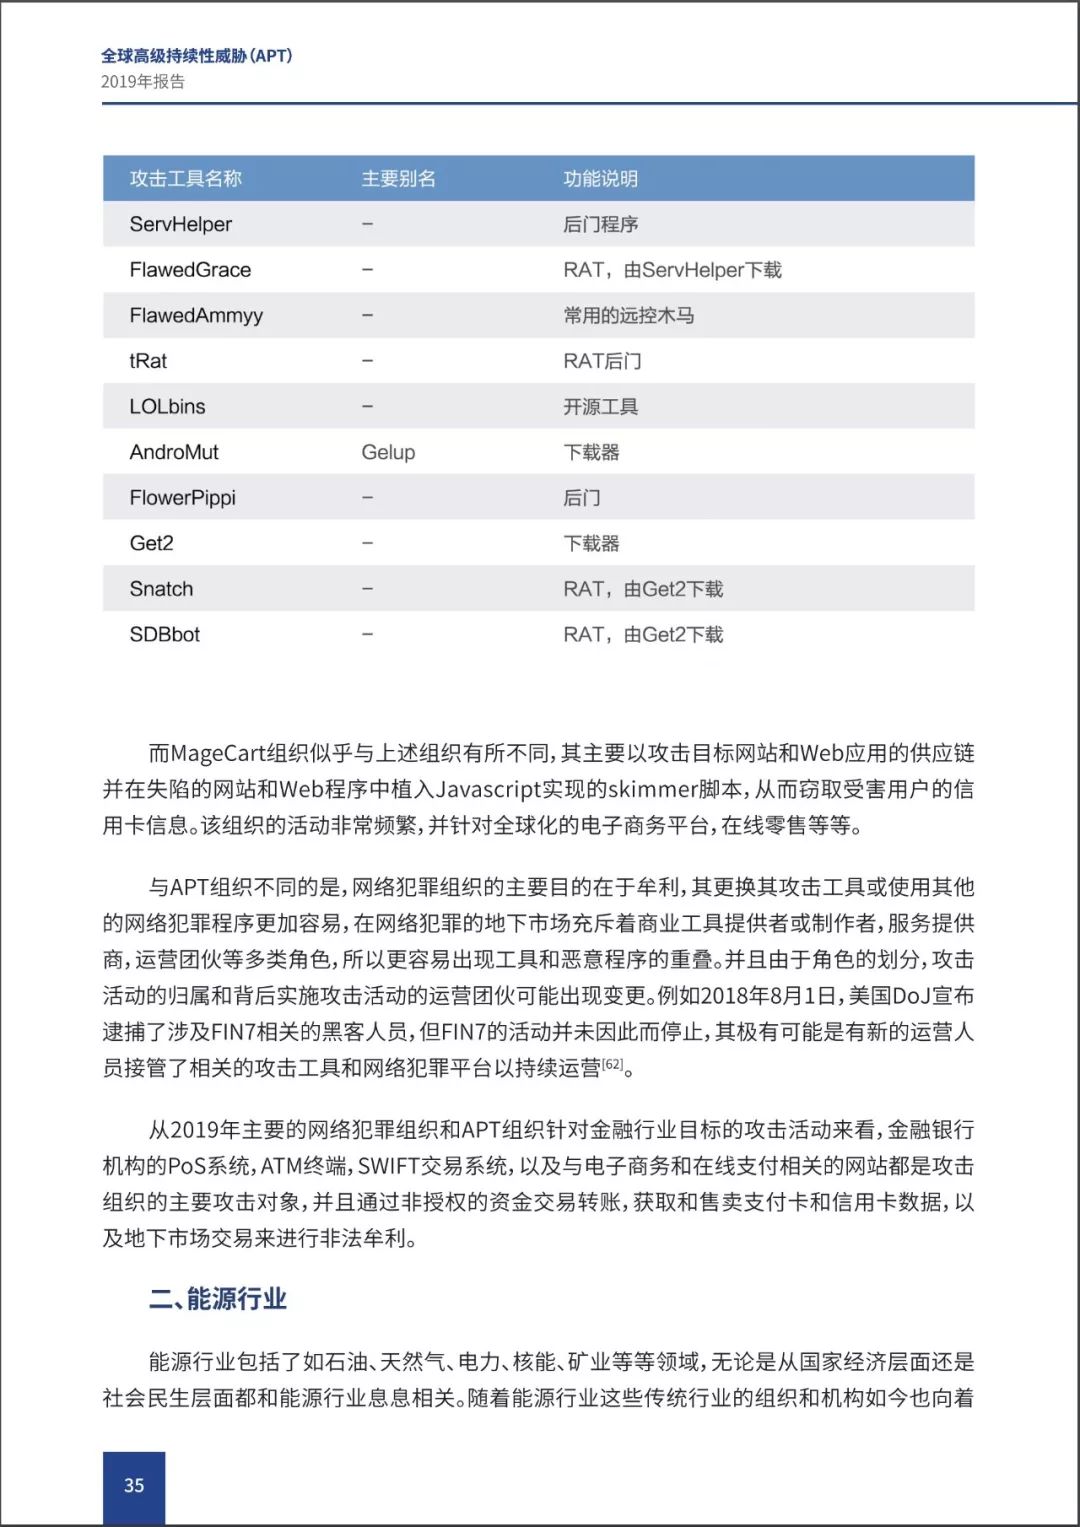 全球高级持续性威胁（APT）
2019年报告
攻击工具名称 主要别名 功能说明
ServHelper – 后门程序
FlawedGrace – RAT，由ServHelper下载
FlawedAmmyy – 常用的远控木马
tRat – RAT后门
LOLbins – 开源工具
AndroMut Gelup 下载器
FlowerPippi – 后门
Get2 – 下载器
Snatch – RAT，由Get2下载
SDBbot – RAT，由Get2下载
而MageCart组织似乎与上述组织有所不同，其主要以攻击目标网站和Web应用的供应链
并在失陷的网站和Web程序中植入Javascript实现的skimmer脚本，从而窃取受害用户的信
用卡信息。该组织的活动非常频繁，并针对全球化的电子商务平台，在线零售等等。
与APT组织不同的是，网络犯罪组织的主要目的在于牟利，其更换其攻击工具或使用其他
的网络犯罪程序更加容易，在网络犯罪的地下市场充斥着商业工具提供者或制作者，服务提供
商，运营团伙等多类角色，所以更容易出现工具和恶意程序的重叠。并且由于角色的划分，攻击
活动的归属和背后实施攻击活动的运营团伙可能出现变更。例如2018年8月1日，美国DoJ宣布
逮捕了涉及FIN7相关的黑客人员，但FIN7的活动并未因此而停止，其极有可能是有新的运营人
员接管了相关的攻击工具和网络犯罪平台以持续运营[62]。
从2019年主要的网络犯罪组织和APT组织针对金融行业目标的攻击活动来看，金融银行
机构的PoS系统，ATM终端，SWIFT交易系统，以及与电子商务和在线支付相关的网站都是攻击
组织的主要攻击对象，并且通过非授权的资金交易转账，获取和售卖支付卡和信用卡数据，以
及地下市场交易来进行非法牟利。
二、能源行业
能源行业包括了如石油、天然气、电力、核能、矿业等等领域，无论是从国家经济层面还是
社会民生层面都和能源行业息息相关。随着能源行业这些传统行业的组织和机构如今也向着
35